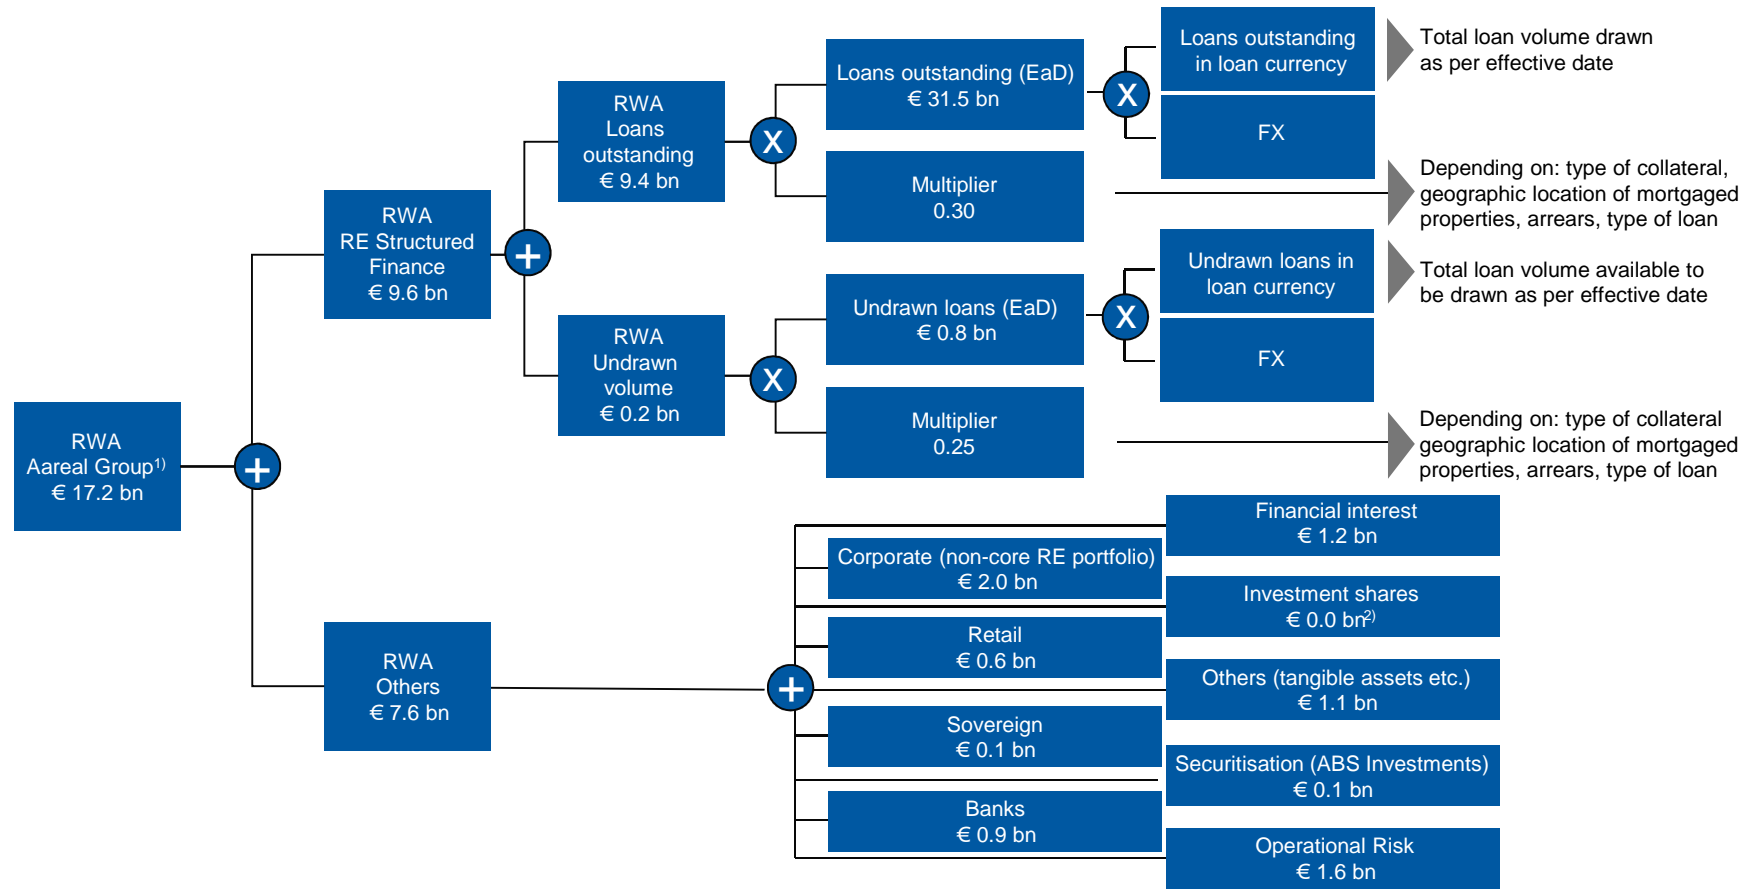 RWA
Aareal Group1)
€ 17.2 bn
+
RWA
RE Structured
Finance
€ 9.6 bn
+
RWA
Loans
outstanding
€ 9.4 bn
X
Loans outstanding (EaD)
€ 31.5 bn
X
Loans outstanding
in loan currency
Total loan volume drawn
as per effective date
FX
Multiplier
0.30
Depending on: type of collateral,
geographic location of mortgaged
properties, arrears, type of loan
RWA
Undrawn
volume
€ 0.2 bn
X
Undrawn loans (EaD)
€ 0.8 bn
X
Undrawn loans in
loan currency
Total loan volume available to
be drawn as per effective date
FX
Multiplier
0.25
Depending on: type of collateral
geographic location of mortgaged
properties, arrears, type of loan
RWA
Others
€ 7.6 bn
+
Financial interest
€ 1.2 bn
Corporate (non-core RE portfolio)
€ 2.0 bn
Investment shares
€ 0.0 bn2)
Retail
€ 0.6 bn
Others (tangible assets etc.)
€ 1.1 bn
Sovereign
€ 0.1 bn
Securitisation (ABS Investments)
€ 0.1 bn
Banks
€ 0.9 bn
Operational Risk
€ 1.6 bn